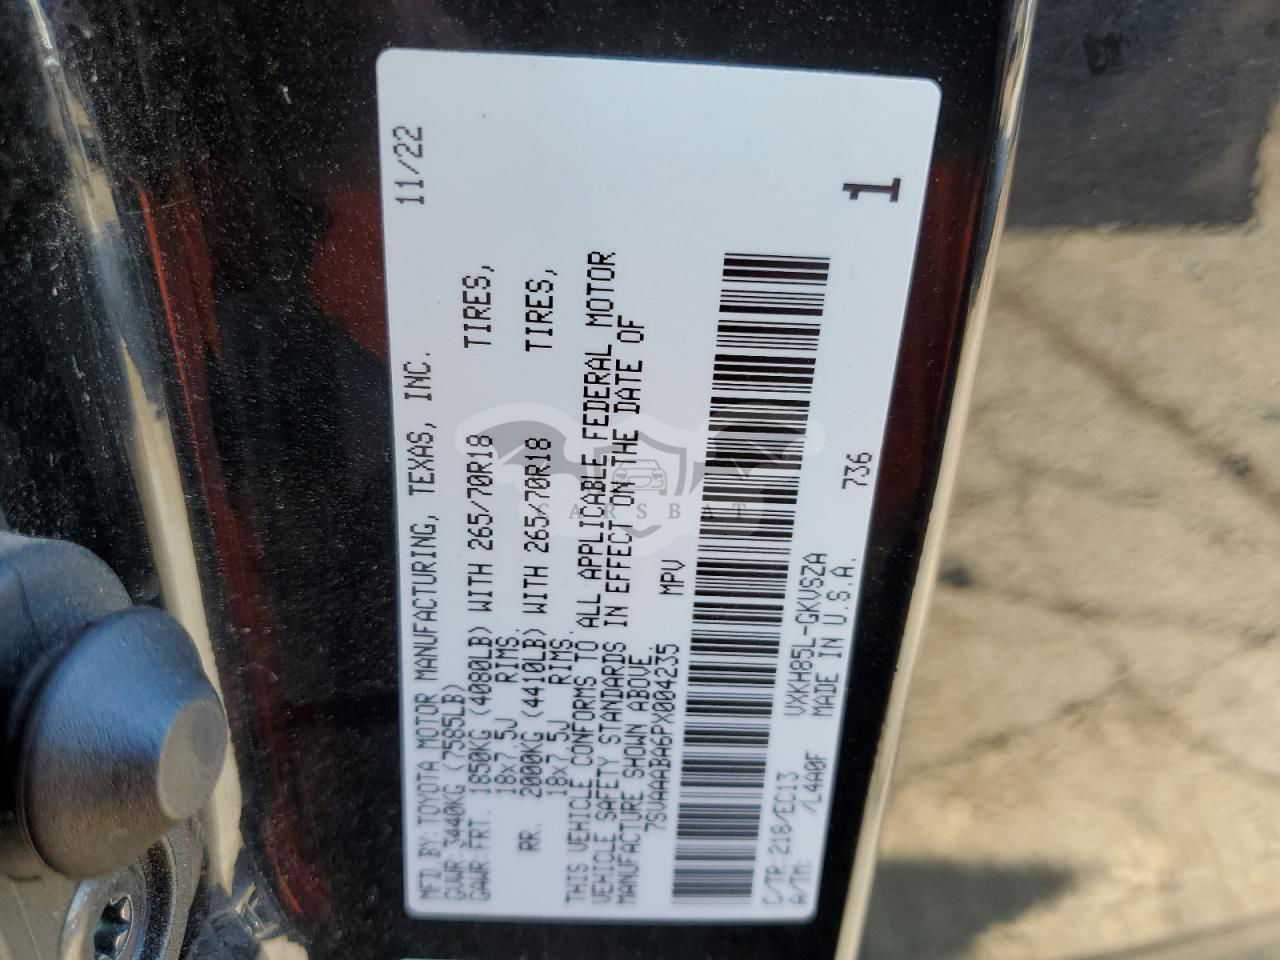 MFD.BY:TOYOTA MOTOR MANUFACTURING, TEXAS, INC. 11/22
GVWR:3440KG (7585LB)
GAWR:FRT. 1850KG (4080LB) WITH 265/70R18 TIRES,
18x7.5J RIMS.
RR. 2000KG (4410LB) WITH 265/70R18 TIRES,
18x7.5J RIMS.
THIS VEHICLE CONFORMS TO ALL APPLICABLE FEDERAL MOTOR
VEHICLE SAFETY STANDARDS IN EFFECT ON THE DATE OF
MANUFACTURE SHOWN ABOVE.
7SVAAABA6PX004235 MPV
C/TR:218/EC13 VXKH85L-GKVSZA 736
A/TM: /L4A0F MADE IN U.S.A.
1
CARSBAT